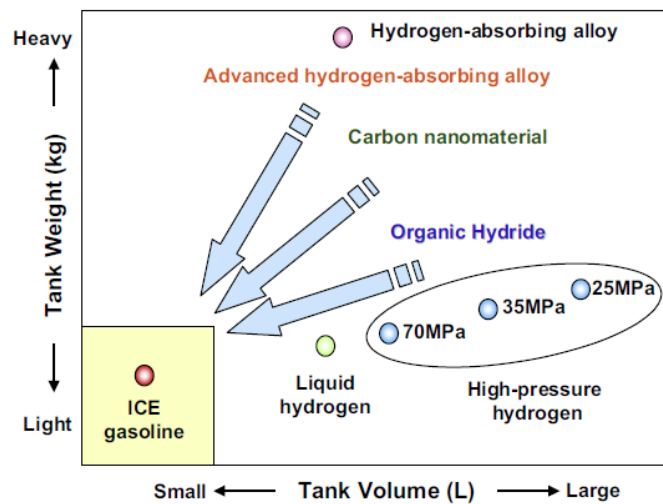 Heavy
Hydrogen-absorbing alloy
Advanced hydrogen-absorbing alloy
Carbon nanomaterial
Tank Weight (kg)
Organic Hydride
25MPa
35MPa
70MPa
Liquid
hydrogen
High-pressure
hydrogen
ICE
gasoline
Light
Small
Tank Volume (L)
Large